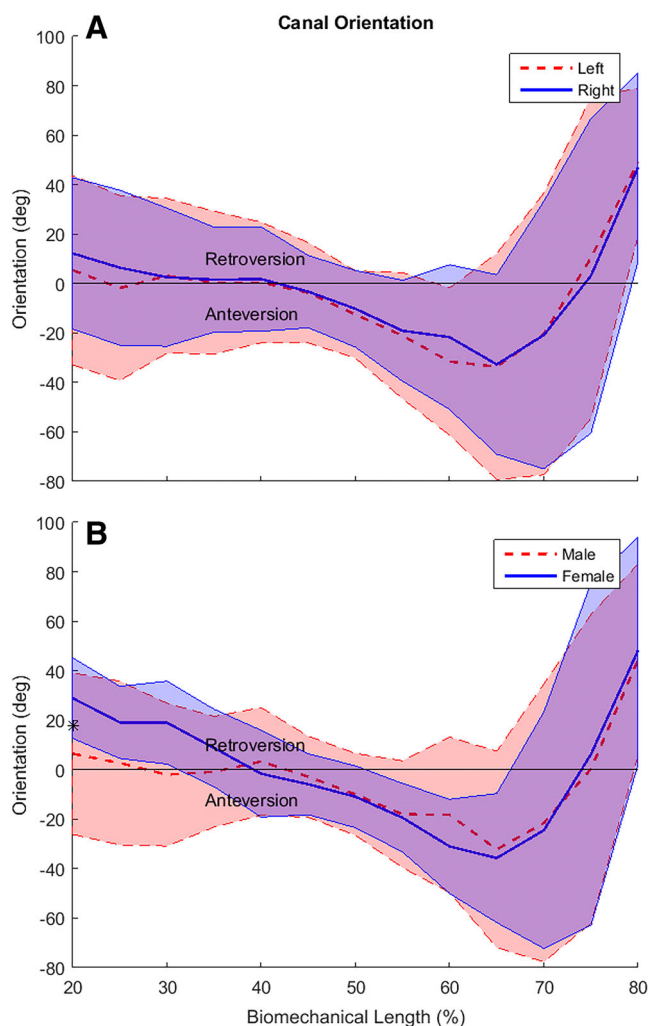 A
Canal Orientation
Left
Right
100
80
60
40
20
0
-20
-40
-60
-80
Orientation (deg)
Retroversion
Anteversion
B
Male
Female
100
80
60
40
20
0
-20
-40
-60
-80
Orientation (deg)
*
Retroversion
Anteversion
20 30 40 50 60 70 80
Biomechanical Length (%)